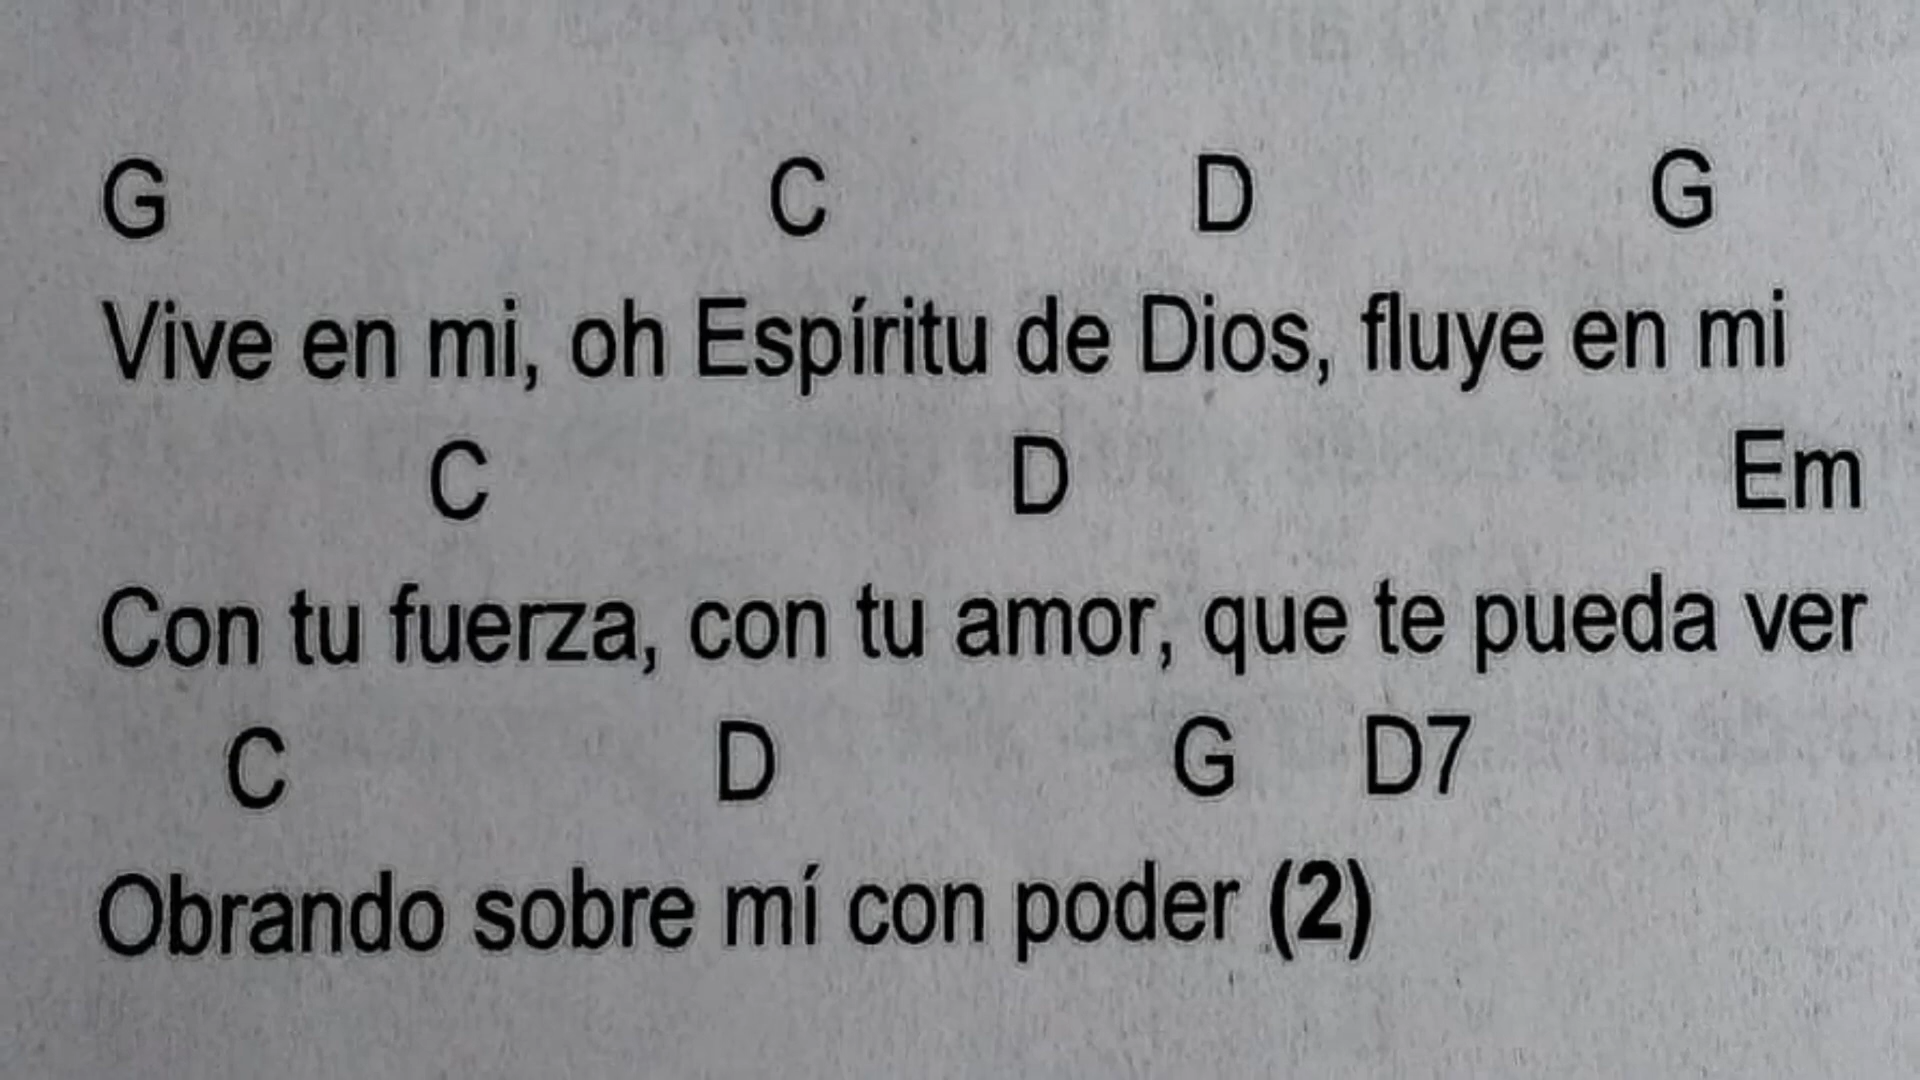 G C D G
Vive en mi, oh Espíritu de Dios, fluye en mi
C D Em
Con tu fuerza, con tu amor, que te pueda ver
C D G D7
Obrando sobre mí con poder (2)